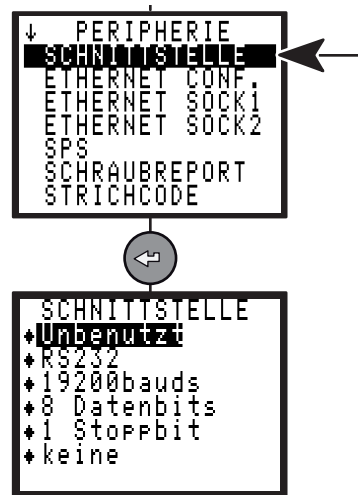 ↓ PERIPHERIE
SCHNITTSTELLE
ETHERNET CONF.
ETHERNET SOCK1
ETHERNET SOCK2
SPS
SCHRAUBREPORT
STRICHCODE
SCHNITTSTELLE
♦Unbenutzt
♦RS232
♦19200bauds
♦8 Datenbits
♦1 Stoppbit
♦keine